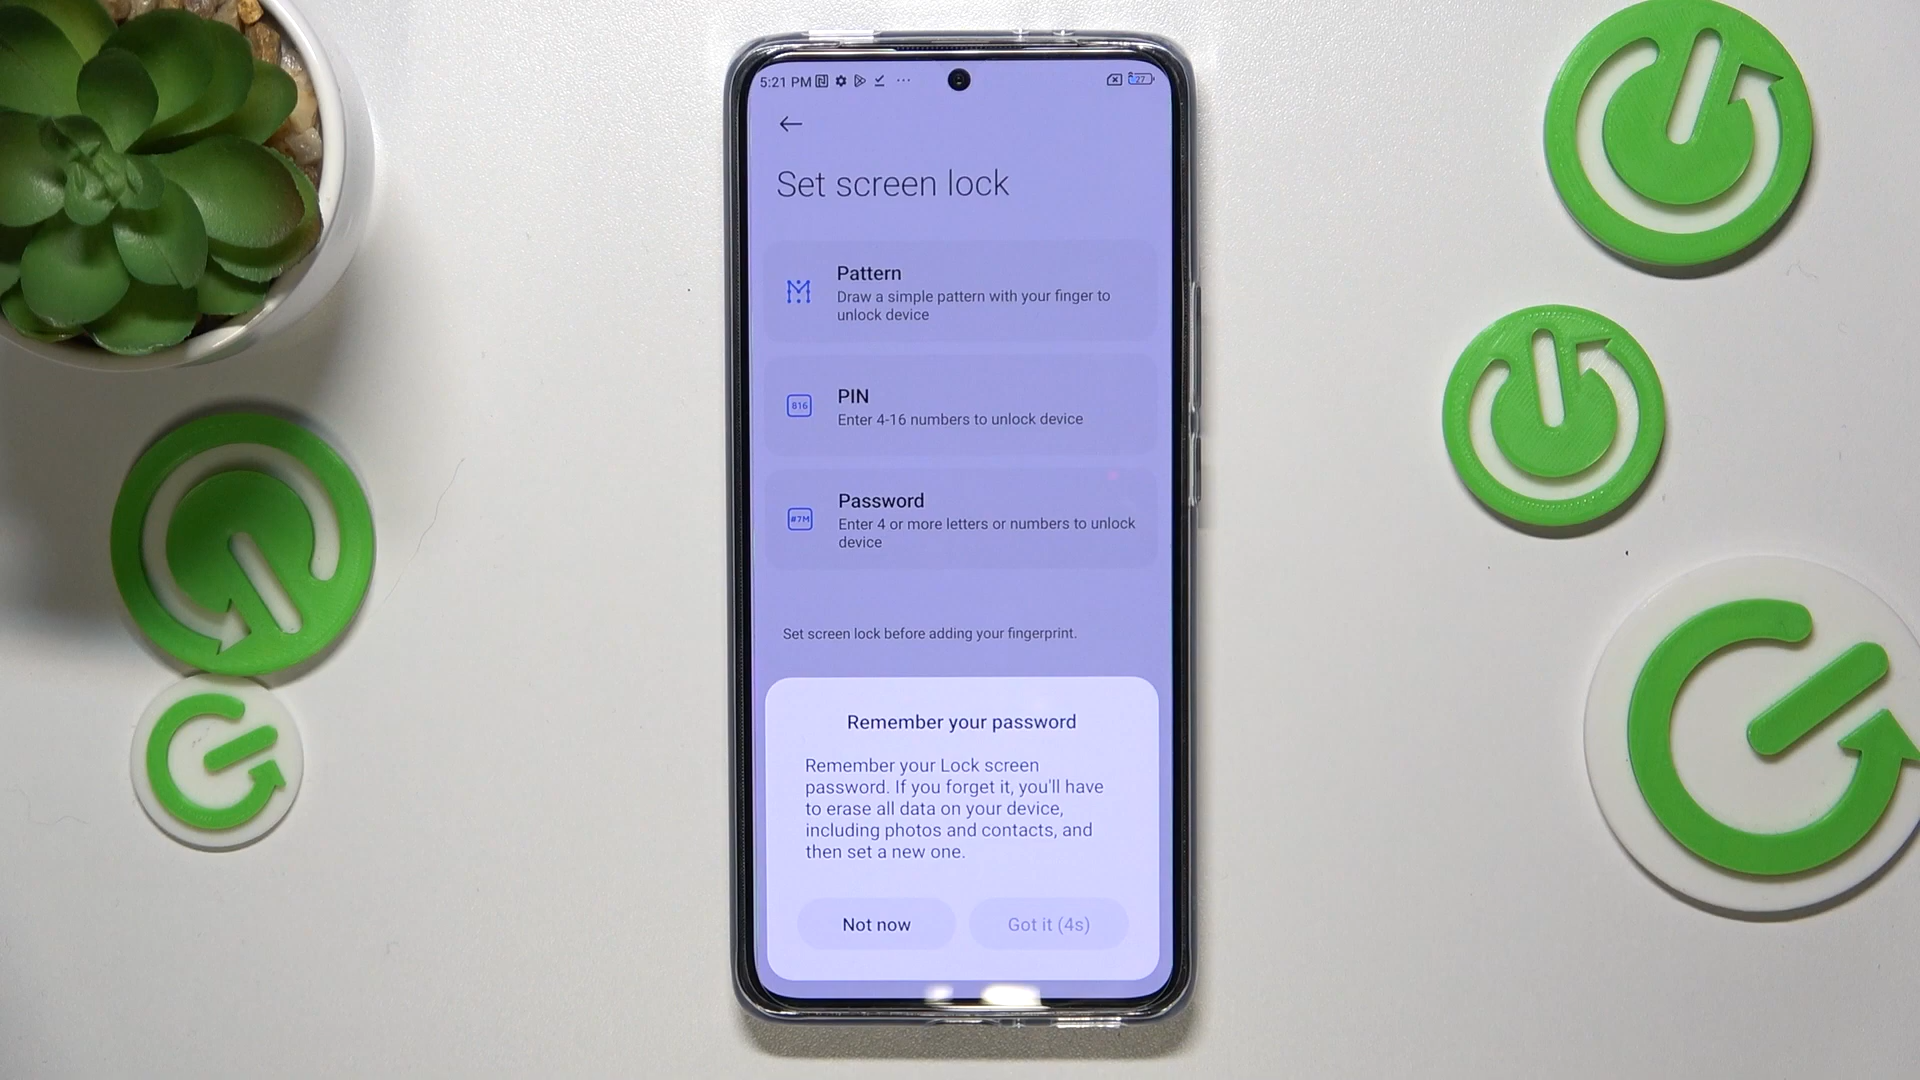 5:21 PM ... 27
Set screen lock
Pattern
Draw a simple pattern with your finger to
unlock device
816
PIN
Enter 4-16 numbers to unlock device
#7M
Password
Enter 4 or more letters or numbers to unlock
device
Set screen lock before adding your fingerprint.
Remember your password
Remember your Lock screen
password. If you forget it, you'll have
to erase all data on your device,
including photos and contacts, and
then set a new one.
Not now
Got it (4s)